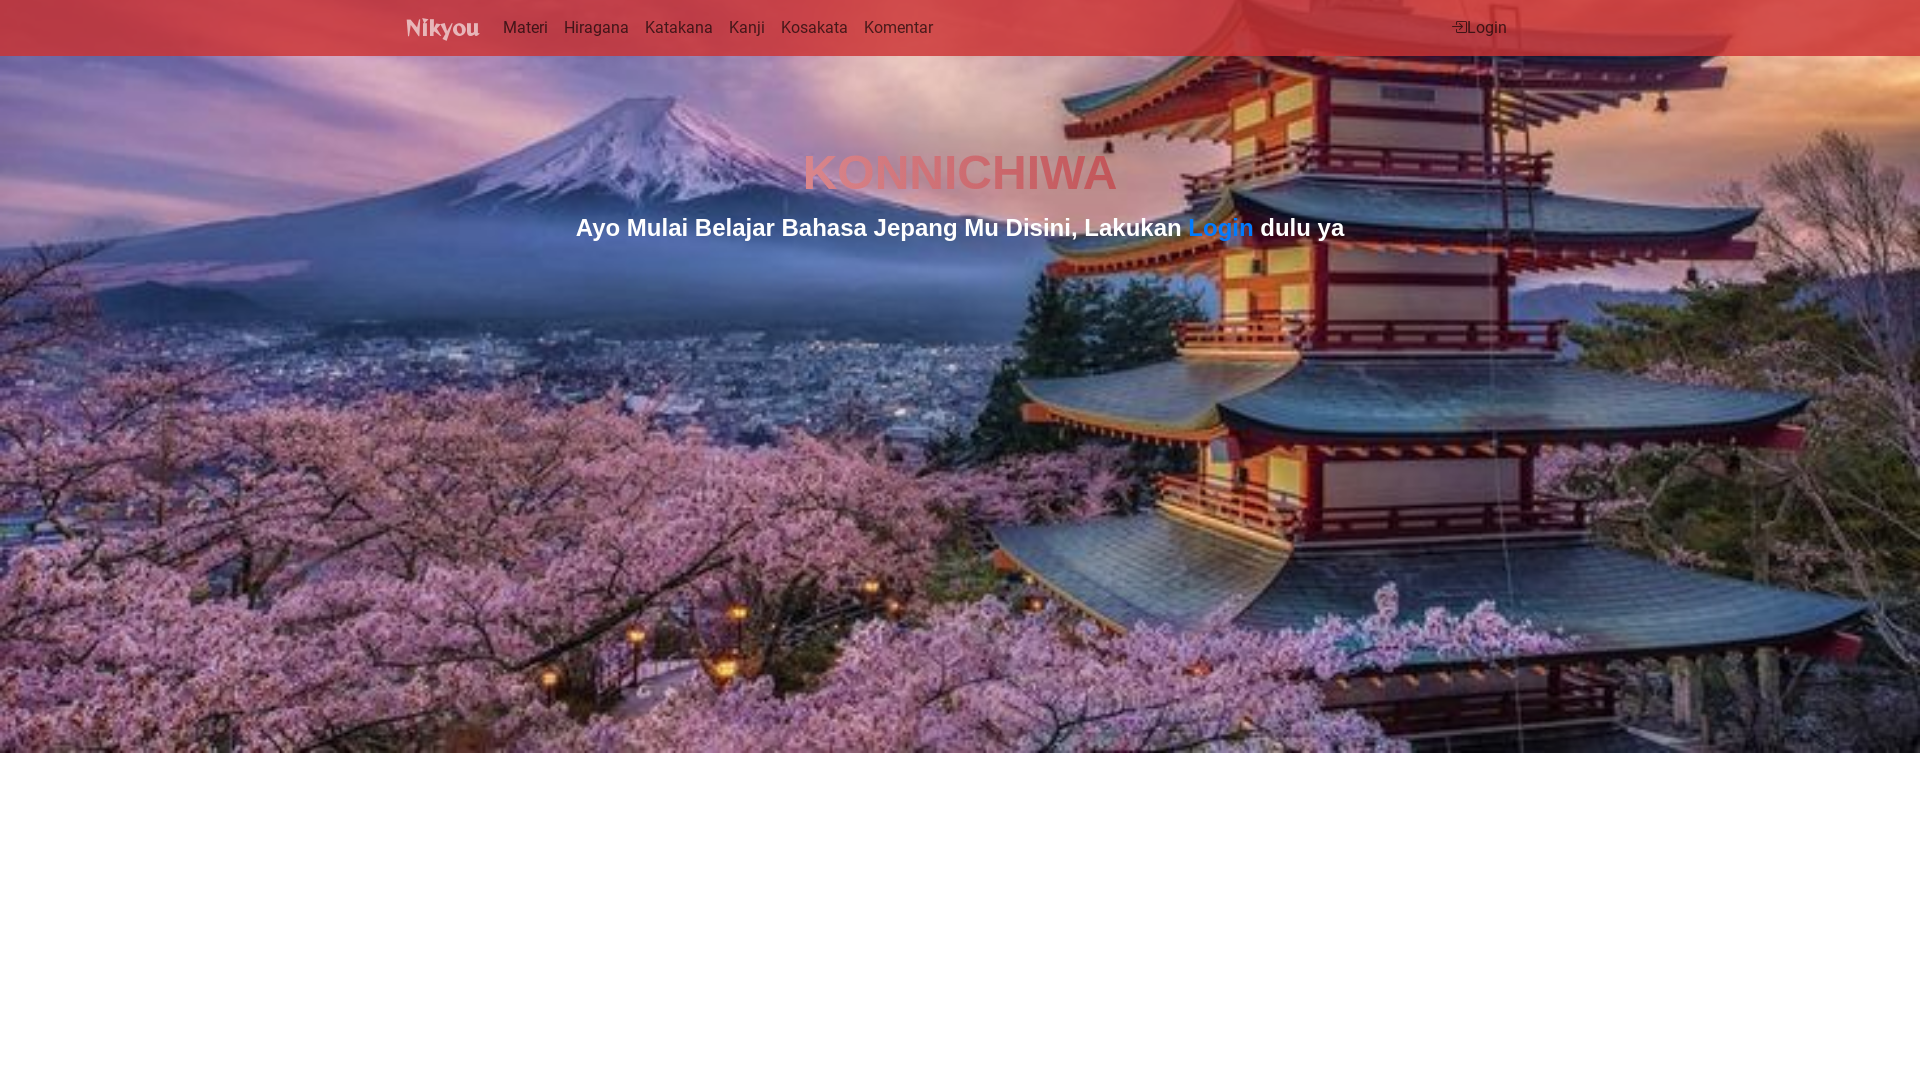 Nikyou Materi Hiragana Katakana Kanji Kosakata Komentar Login
KONNICHIWA
Ayo Mulai Belajar Bahasa Jepang Mu Disini, Lakukan Login dulu ya